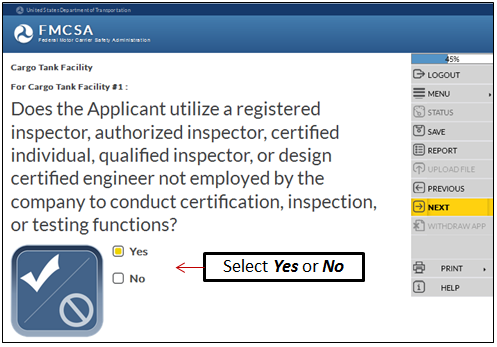 United States Department of Transportation
FMCSA
Federal Motor Carrier Safety Administration
Cargo Tank Facility
For Cargo Tank Facility #1 :
Does the Applicant utilize a registered
inspector, authorized inspector, certified
individual, qualified inspector, or design
certified engineer not employed by the
company to conduct certification, inspection,
or testing functions?
Yes
No
Select Yes or No
45%
LOGOUT
MENU
STATUS
SAVE
REPORT
UPLOAD FILE
PREVIOUS
NEXT
WITHDRAW APP
PRINT
HELP